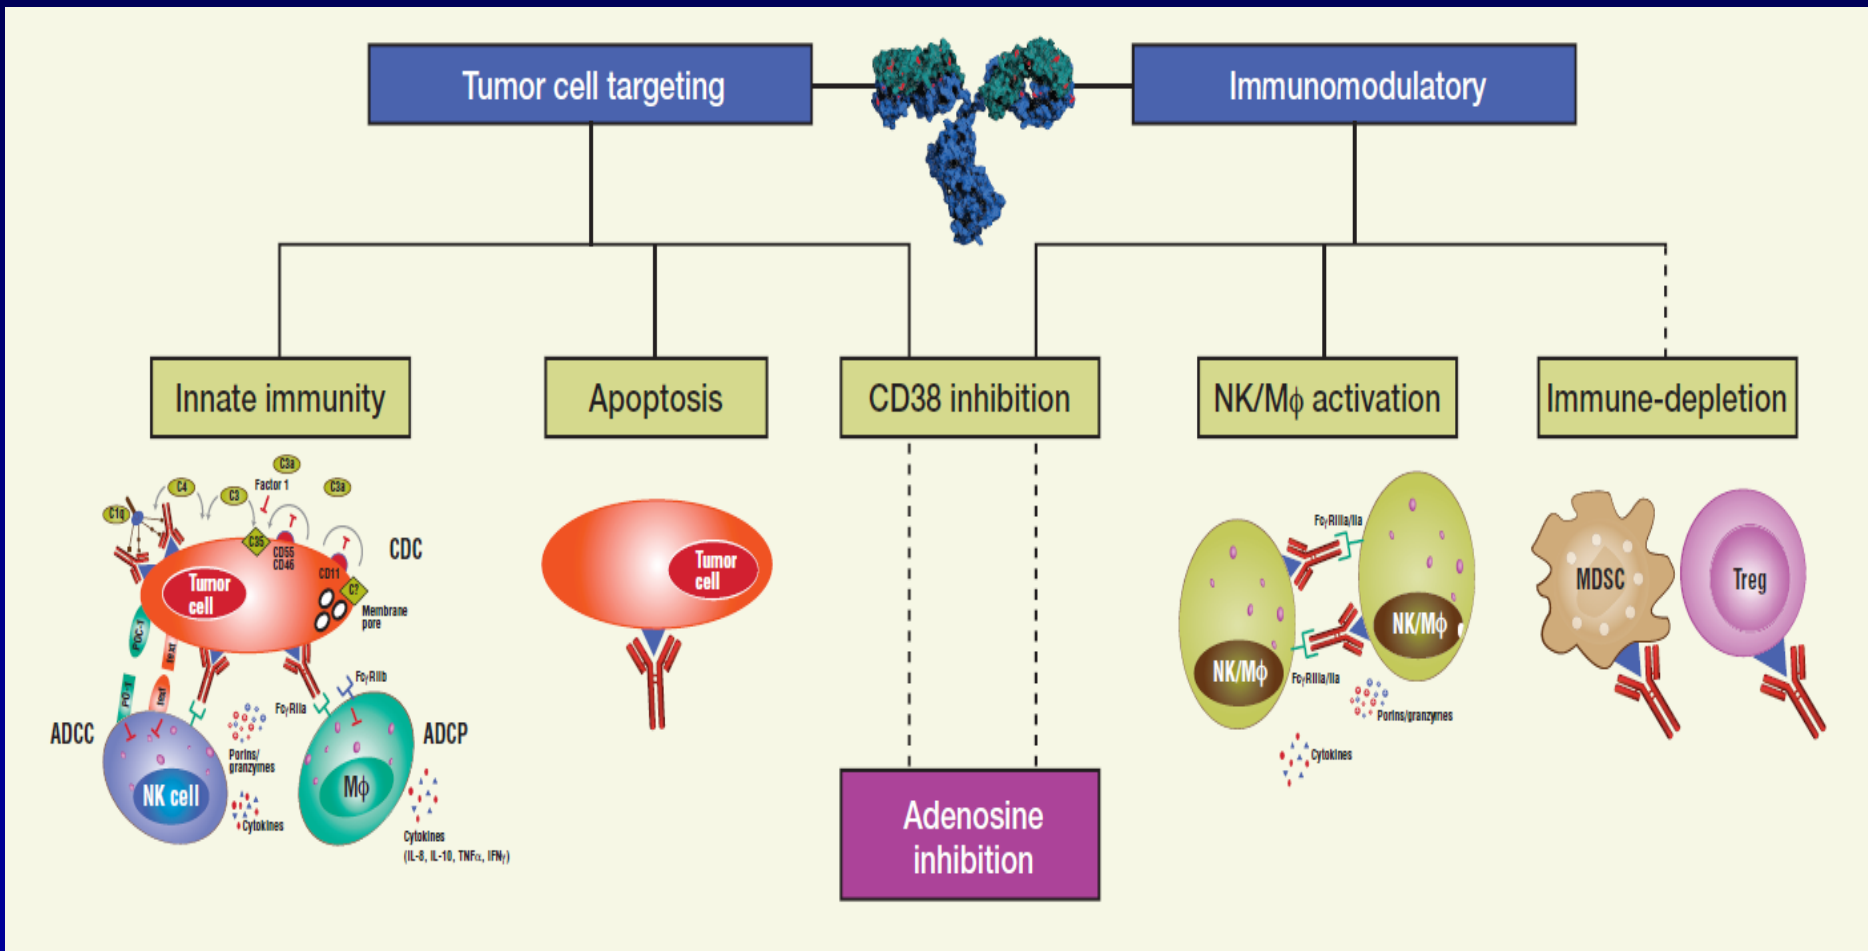 Tumor cell targeting
Immunomodulatory
Innate immunity
Apoptosis
CD38 inhibition
NK/Mϕ activation
Immune-depletion
C3a
C4
C3
Factor 1
C3a
C1q
C35
CD55
CD46
CDC
CD11
C?
Tumor
cell
Membrane
pore
PDC-1
text
PD-1
text
FcγRIIb
FcγRIIa
ADCC
ADCP
Porins/
granzymes
NK cell
Mϕ
Cytokines
Cytokines
(IL-8, IL-10, TNFα, IFNγ)
Tumor
cell
Adenosine
inhibition
FcγRIIIa/IIa
NK/Mϕ
NK/Mϕ
FcγRIIIa/IIa
Porins/granzymes
Cytokines
MDSC
Treg